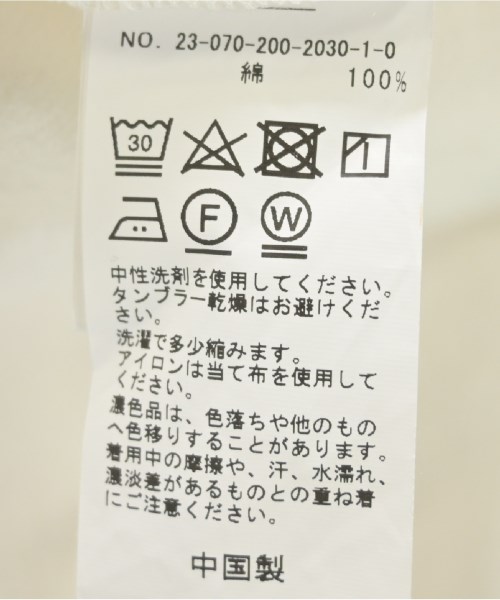 NO. 23-070-200-2030-1-0
綿 100%
30
F W
中性洗剤を使用してください。
タンブラー乾燥はお避けくだ
さい。
洗濯で多少縮みます。
アイロンは当て布を使用して
ください。
濃色品は、色落ちや他のもの
へ色移りすることがあります。
着用中の摩擦や、汗、水濡れ、
濃淡差があるものとの重ね着
にご注意ください。
中国製